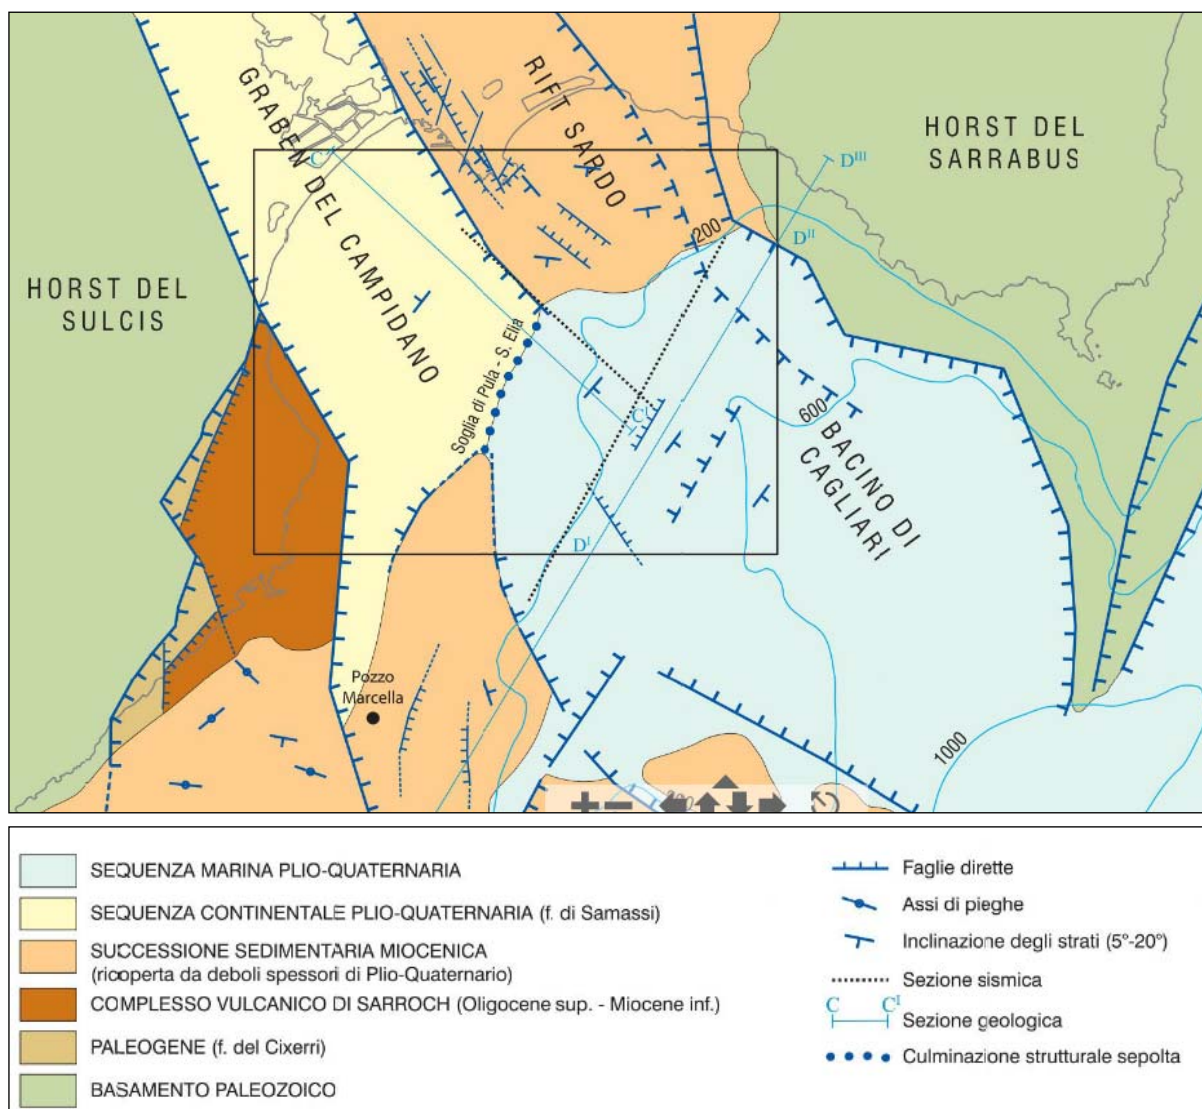 GRABEN DEL CAMPIDANO
RIFT SARDO
HORST DEL
SARRABUS
C
D^III
200
D^II
HORST DEL
SULCIS
Soglia di Pula - S. Elia
600
C^I
BACINO DI
CAGLIARI
D^I
Pozzo
Marcella
1000
SEQUENZA MARINA PLIO-QUATERNARIA
SEQUENZA CONTINENTALE PLIO-QUATERNARIA (f. di Samassi)
SUCCESSIONE SEDIMENTARIA MIOCENICA
(ricoperta da deboli spessori di Plio-Quaternario)
COMPLESSO VULCANICO DI SARROCH (Oligocene sup. - Miocene inf.)
PALEOGENE (f. del Cixerri)
BASAMENTO PALEOZOICO
Faglie dirette
Assi di pieghe
Inclinazione degli strati (5°-20°)
Sezione sismica
C C^I
Sezione geologica
Culminazione strutturale sepolta